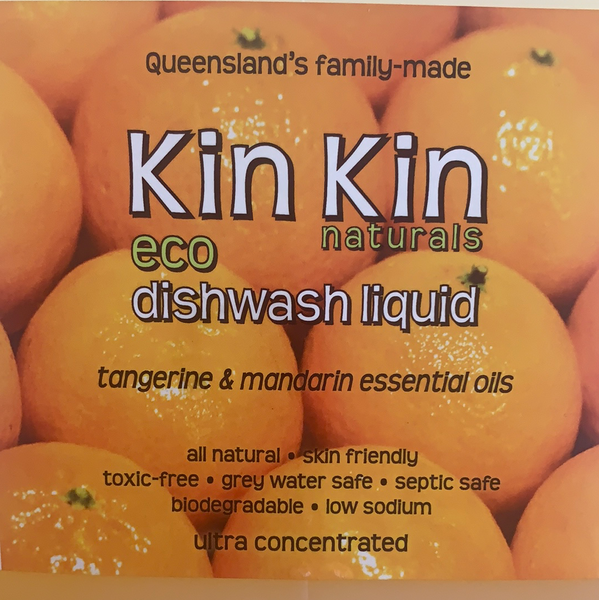 Queensland's family-made
Kin Kin
naturals
eco
dishwash liquid
tangerine & mandarin essential oils
all natural • skin friendly
toxic-free • grey water safe • septic safe
biodegradable • low sodium
ultra concentrated